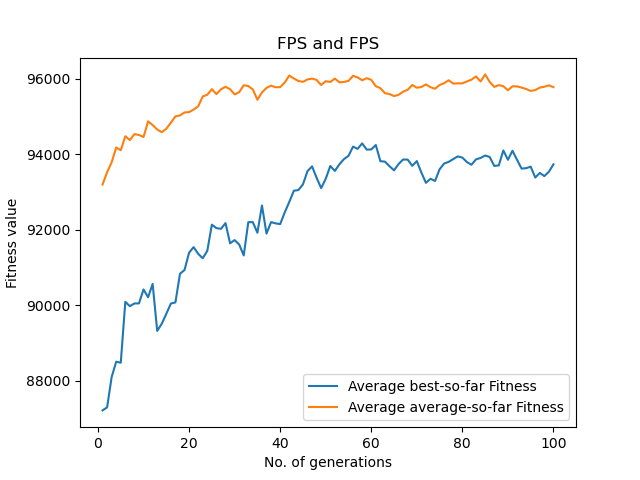 FPS and FPS
Fitness value
96000
94000
92000
90000
88000
0
20
40
60
80
100
No. of generations
Average best-so-far Fitness
Average average-so-far Fitness